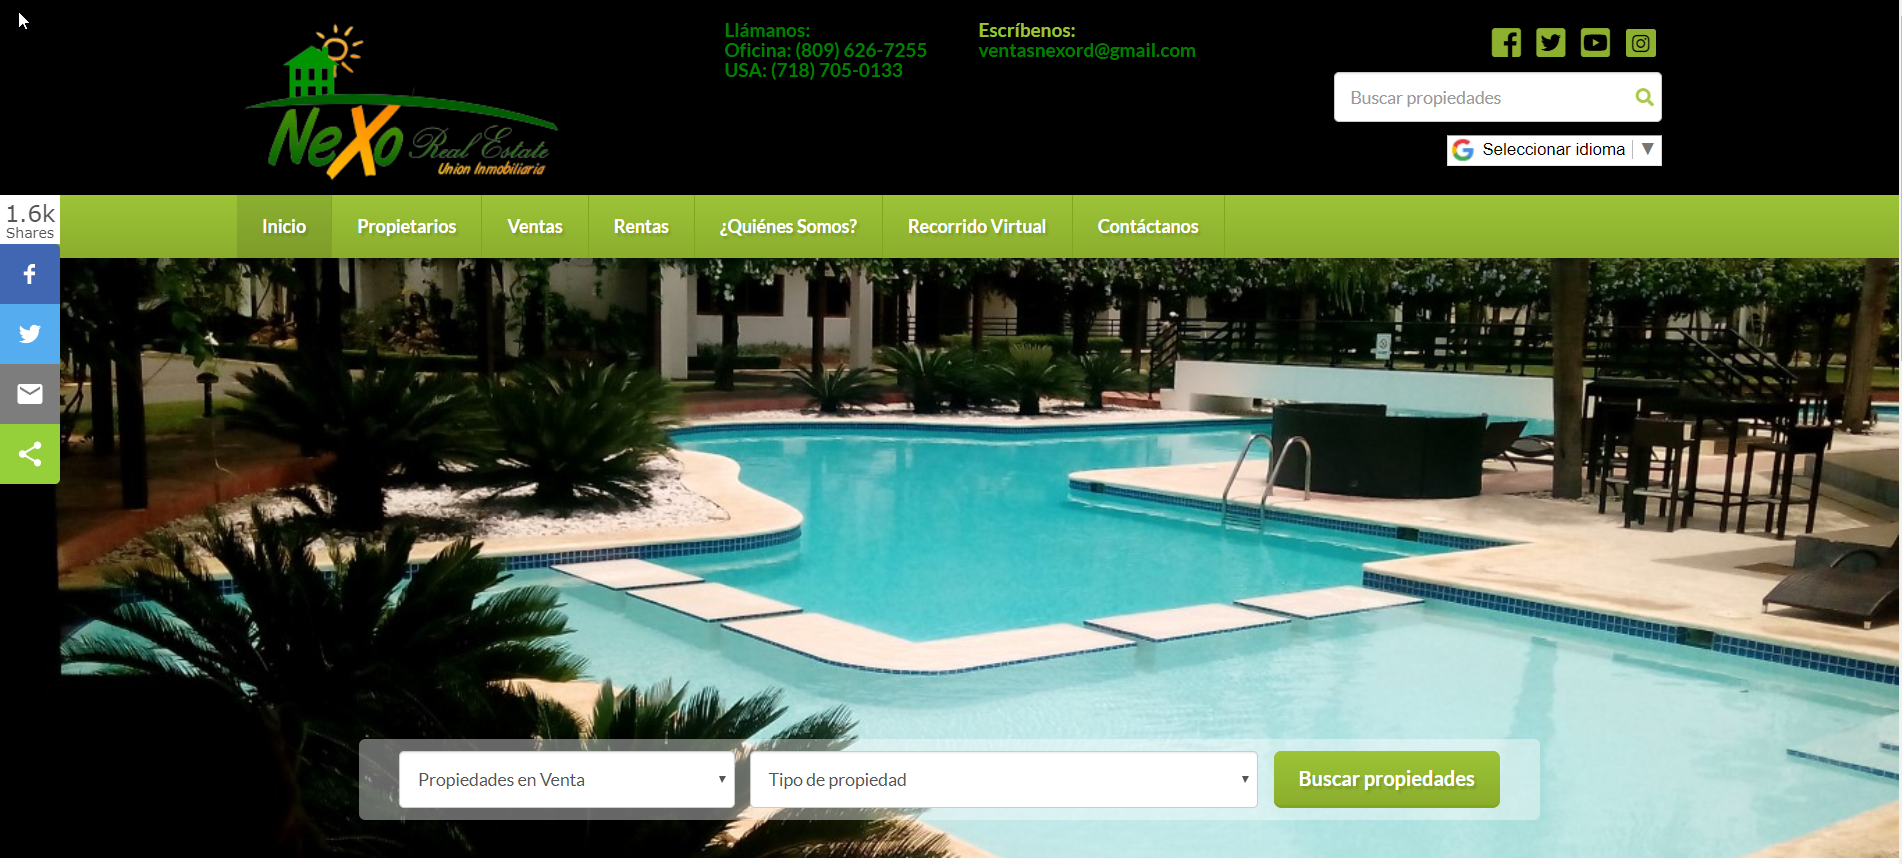 NeXo Real Estate
Union Inmobiliaria
Llámanos:
Oficina: (809) 626-7255
USA: (718) 705-0133
Escríbenos:
ventasnexord@gmail.com
Buscar propiedades
Seleccionar idioma ▼
1.6k
Shares
Inicio
Propietarios
Ventas
Rentas
¿Quiénes Somos?
Recorrido Virtual
Contáctanos
Propiedades en Venta
Tipo de propiedad
Buscar propiedades